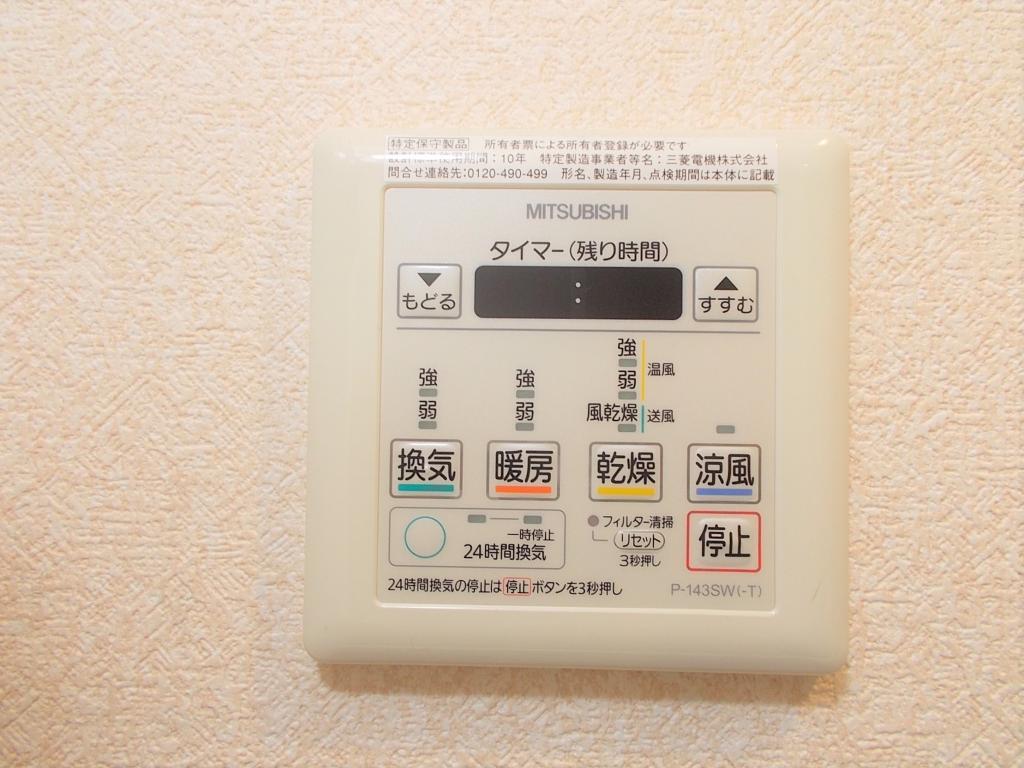 特定保守製品 所有者票による所有者登録が必要です
設計標準使用期間：10年 特定製造事業者等名：三菱電機株式会社
問合せ連絡先:0120-490-499 形名、製造年月、点検期間は本体に記載
MITSUBISHI
タイマー(残り時間)
▼ もどる
:
▲ すすむ
強
弱
強
弱
強
弱
温風
風乾燥
送風
換気
暖房
乾燥
涼風
一時停止
24時間換気
フィルター清掃
リセット
3秒押し
停止
24時間換気の停止は 停止 ボタンを3秒押し
P-143SW(-T)